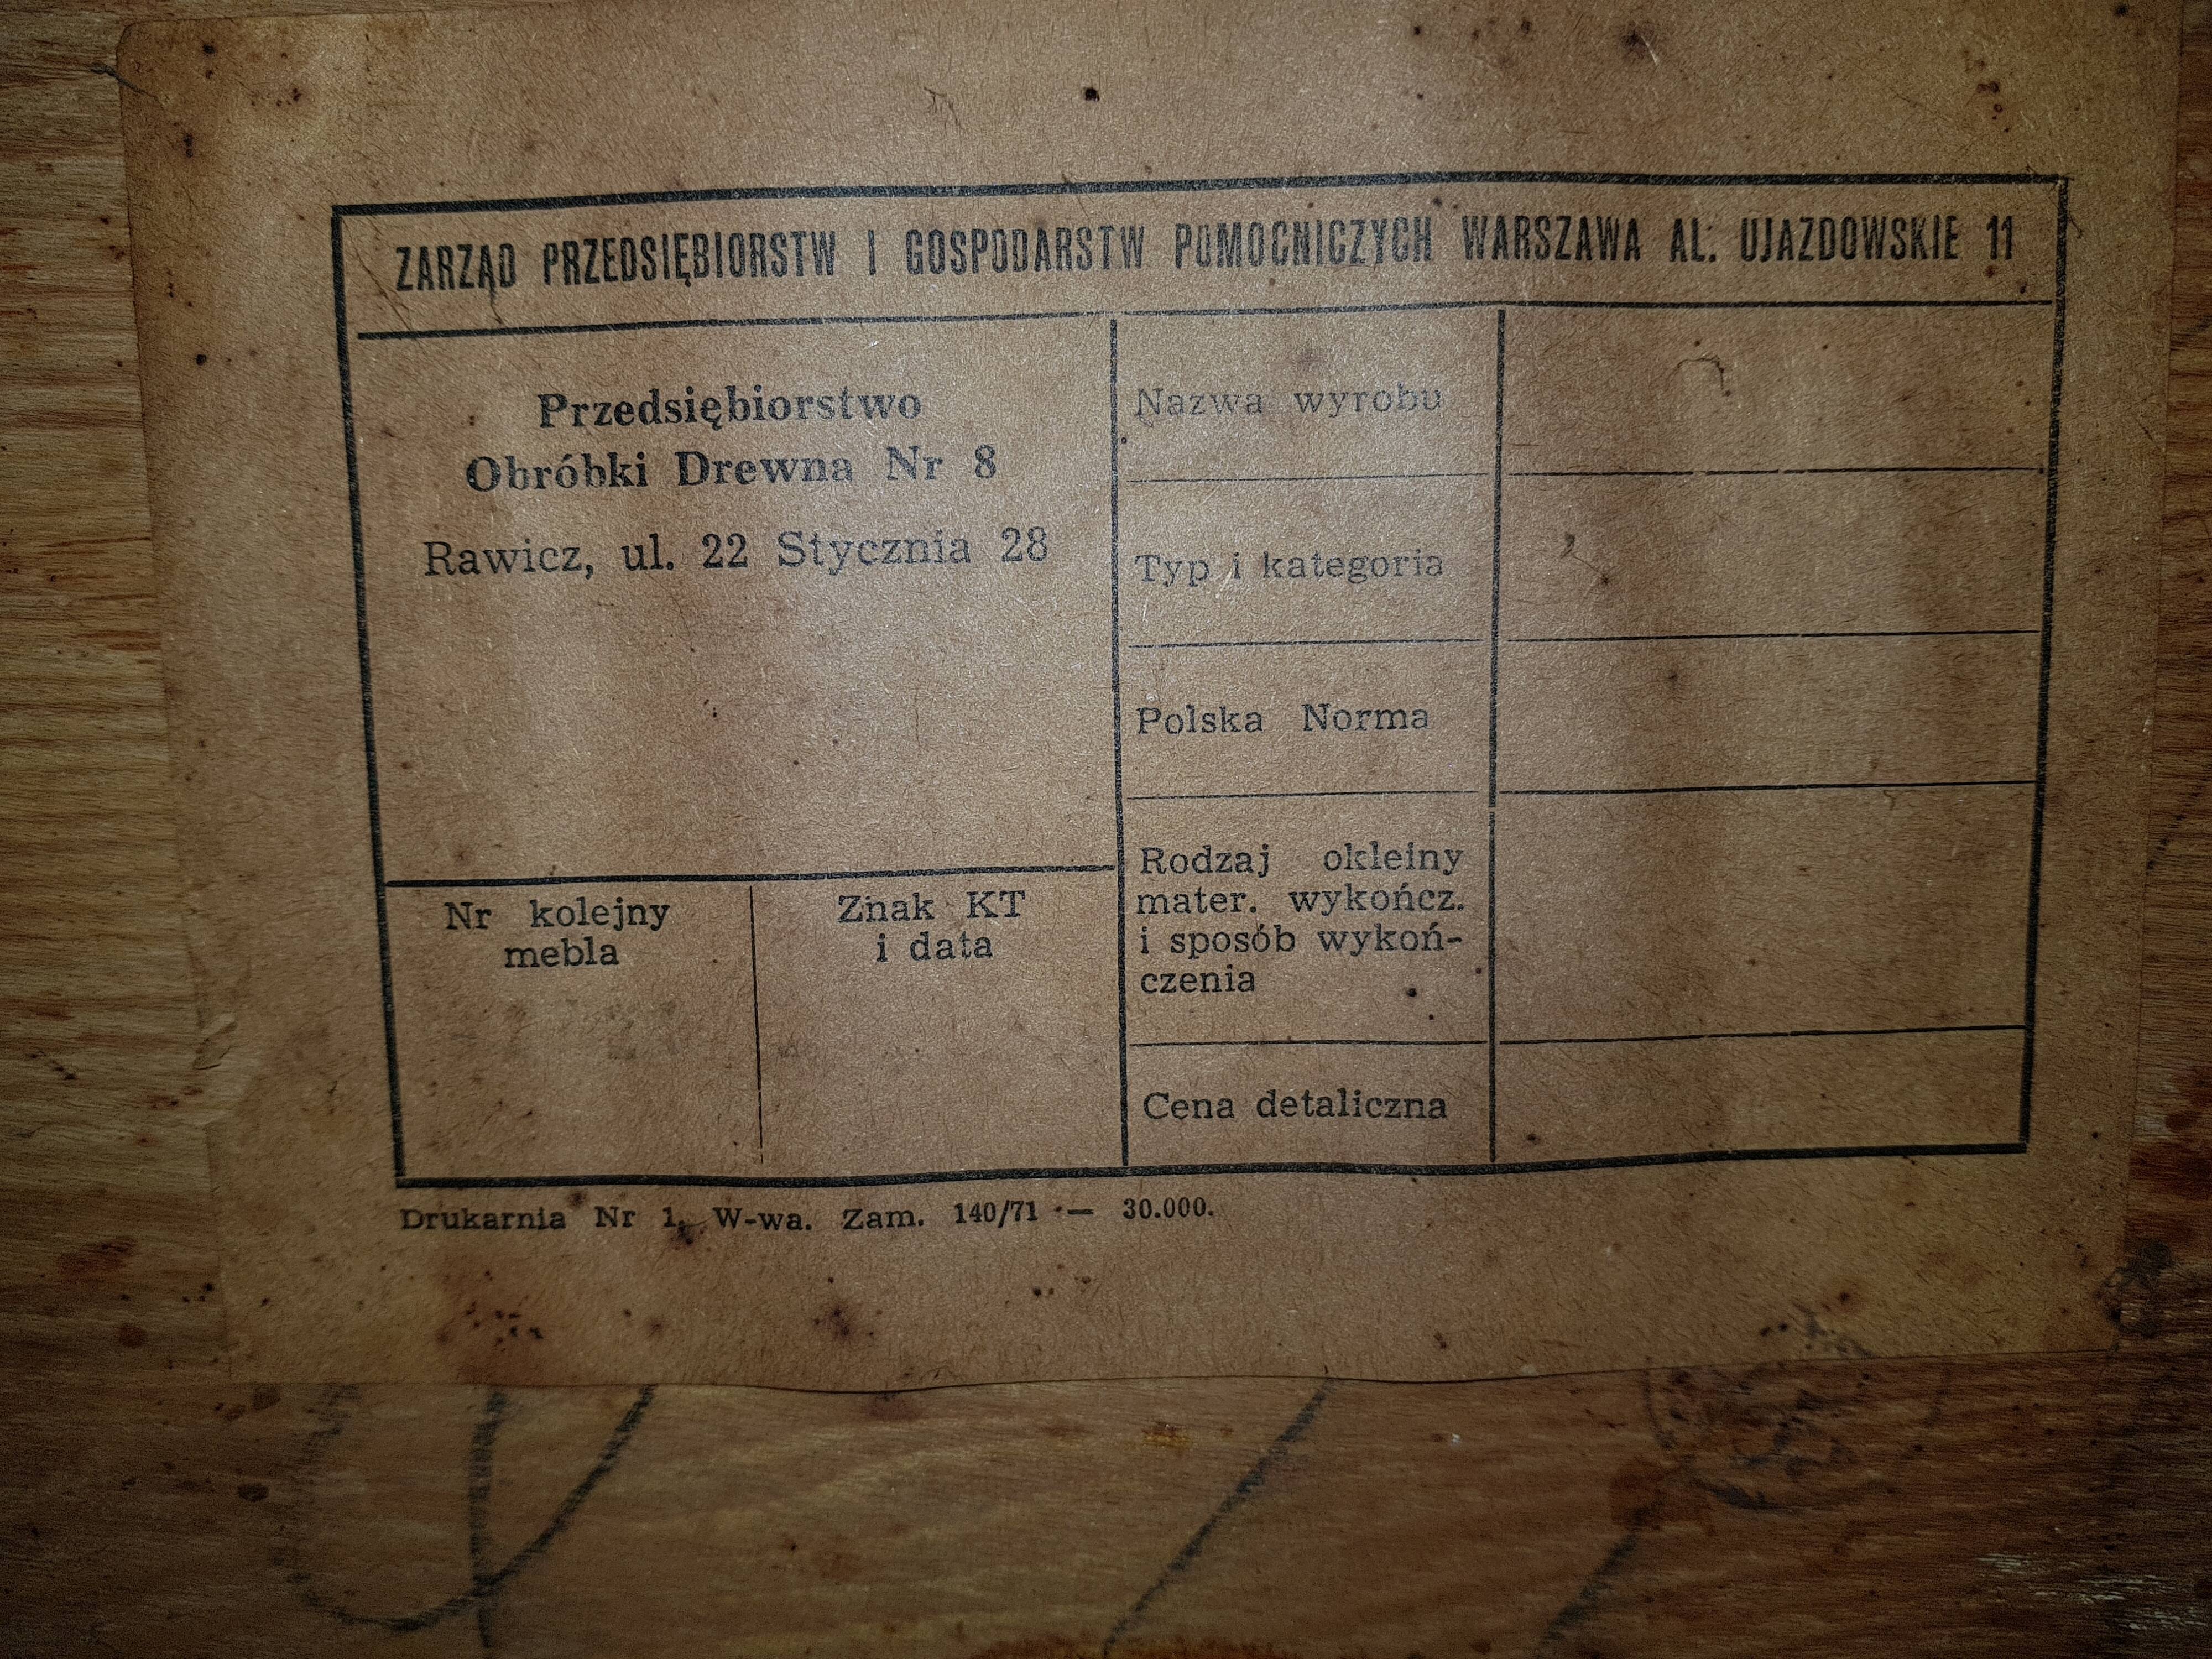 ZARZĄD PRZEDSIĘBIORSTW I GOSPODARSTW POMOCNICZYCH WARSZAWA AL. UJAZDOWSKIE 11
Przedsiębiorstwo
Obróbki Drewna Nr 8
Rawicz, ul. 22 Stycznia 28
Nr kolejny
mebla
Znak KT
i data
Nazwa wyrobu
Typ i kategoria
Polska Norma
Rodzaj okleiny
mater. wykończ.
i sposób wykoń-
czenia
Cena detaliczna
Drukarnia Nr 1, W-wa. Zam. 140/71 — 30.000.